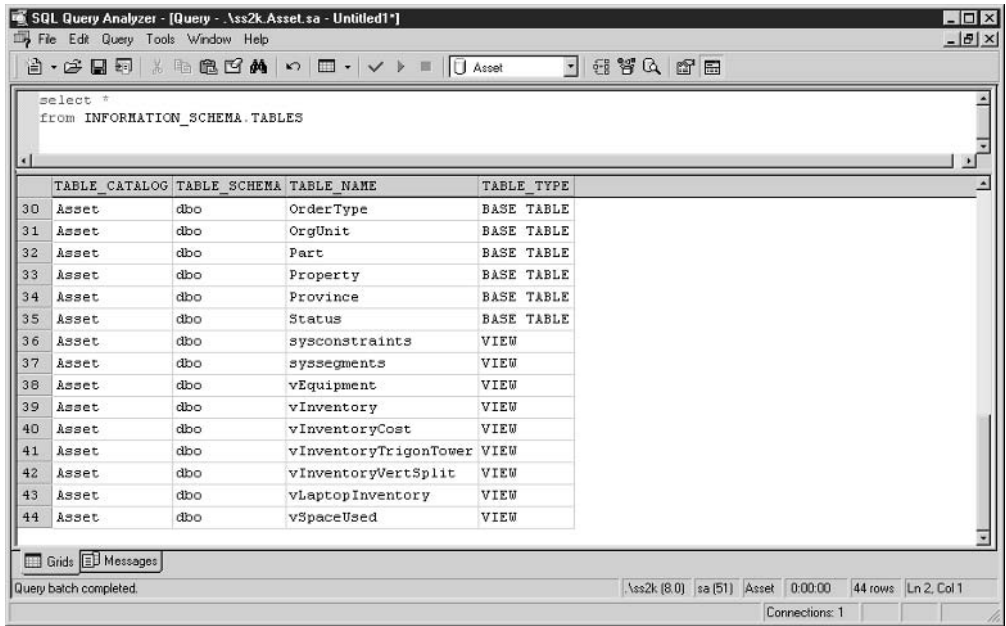 SQL Query Analyzer - [Query - .\ss2k.Asset.sa - Untitled1*]
File Edit Query Tools Window Help
Asset
select *
from INFORMATION_SCHEMA.TABLES
TABLE_CATALOG TABLE_SCHEMA TABLE_NAME TABLE_TYPE
30 Asset dbo OrderType BASE TABLE
31 Asset dbo OrgUnit BASE TABLE
32 Asset dbo Part BASE TABLE
33 Asset dbo Property BASE TABLE
34 Asset dbo Province BASE TABLE
35 Asset dbo Status BASE TABLE
36 Asset dbo sysconstraints VIEW
37 Asset dbo syssegments VIEW
38 Asset dbo vEquipment VIEW
39 Asset dbo vInventory VIEW
40 Asset dbo vInventoryCost VIEW
41 Asset dbo vInventoryTrigonTower VIEW
42 Asset dbo vInventoryVertSplit VIEW
43 Asset dbo vLaptopInventory VIEW
44 Asset dbo vSpaceUsed VIEW
Grids Messages
Query batch completed. .\ss2k (8.0) sa (51) Asset 0:00:00 44 rows Ln 2, Col 1
Connections: 1